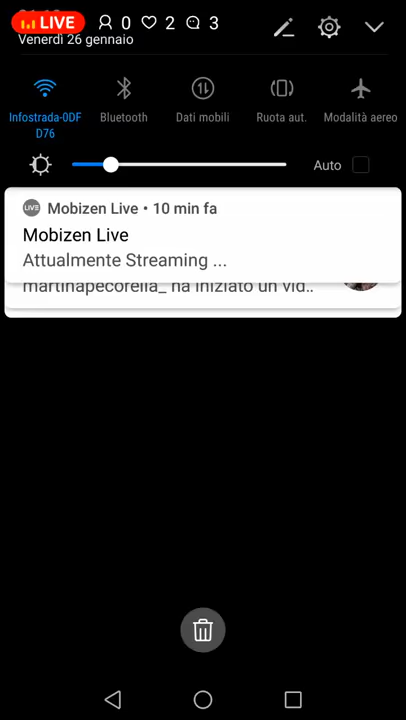 LIVE 0 2 3
Venerdì 26 gennaio
Infostrada-0DF
D76
Bluetooth
Dati mobili
Ruota aut.
Modalità aereo
Auto
LIVE Mobizen Live • 10 min fa
Mobizen Live
Attualmente Streaming ...
martinapecorella_ ha iniziato un vid..